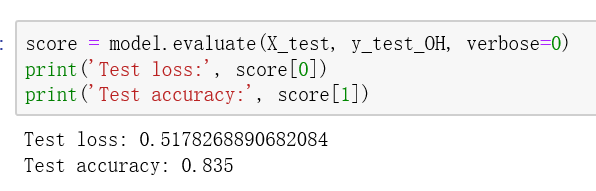 :
score = model.evaluate(X_test, y_test_OH, verbose=0)
print('Test loss:', score[0])
print('Test accuracy:', score[1])
Test loss: 0.5178268890682084
Test accuracy: 0.835